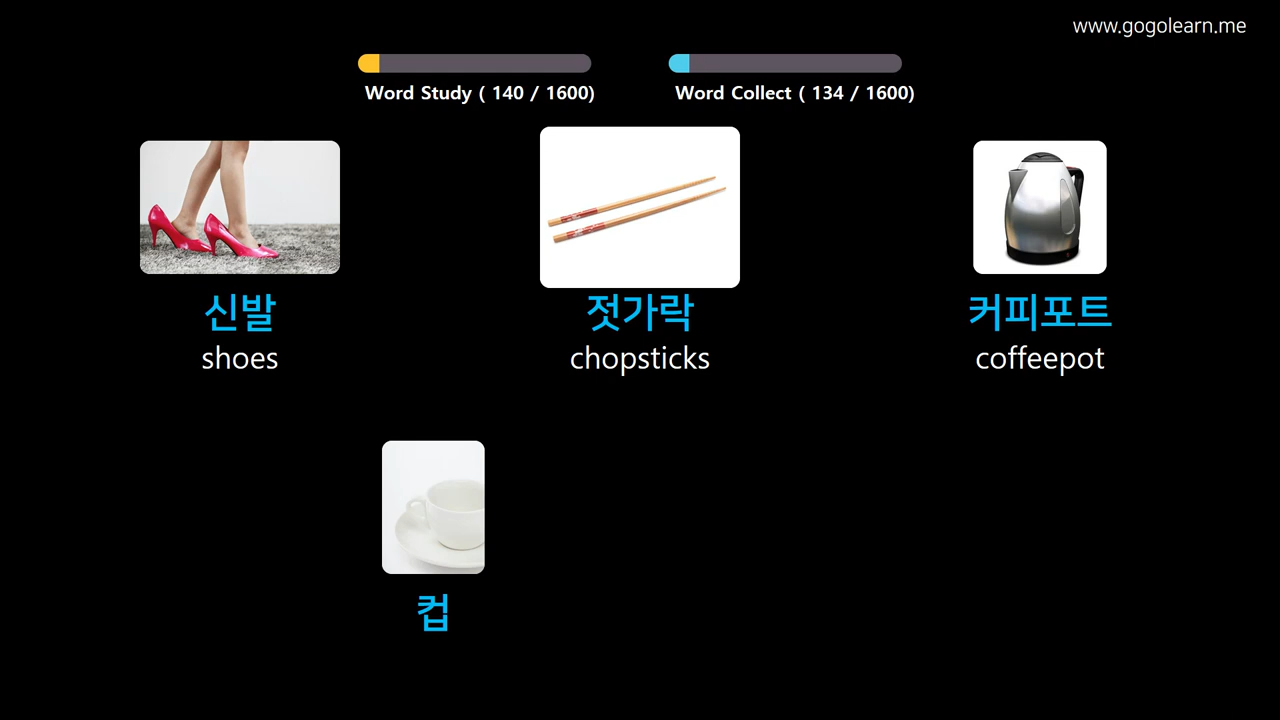 www.gogolearn.me
Word Study ( 140 / 1600)
Word Collect ( 134 / 1600)
신발
shoes
젓가락
chopsticks
커피포트
coffeepot
컵